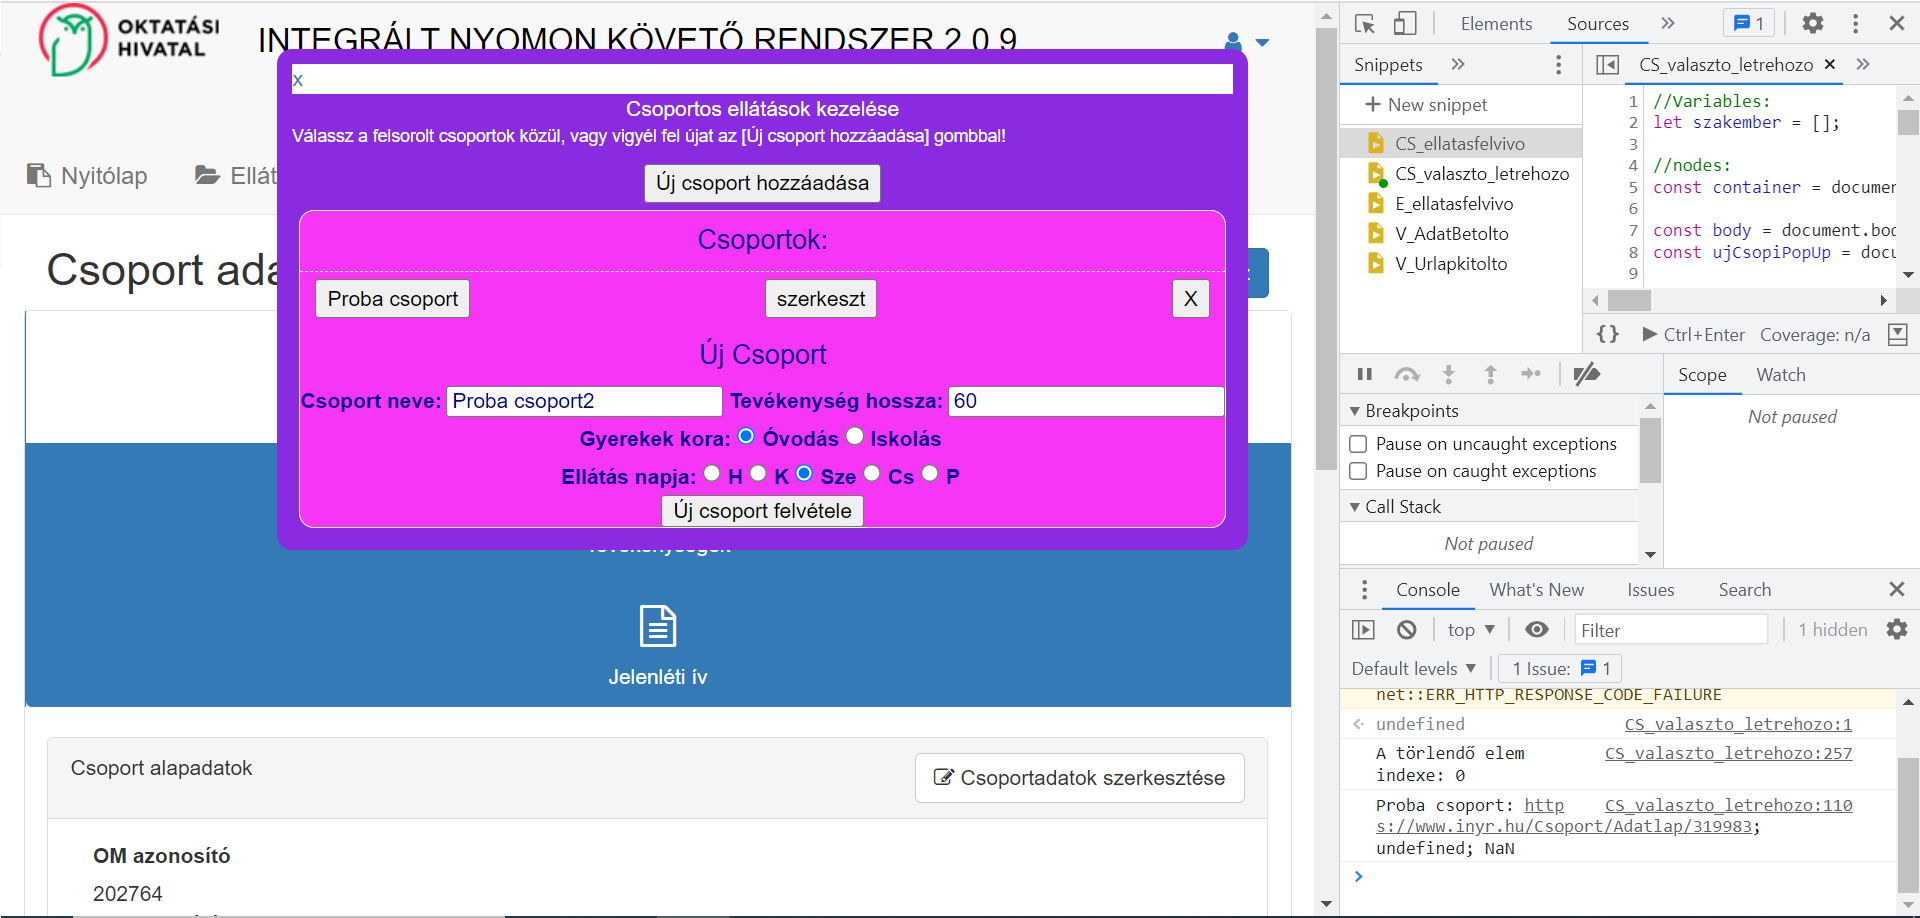 OKTATÁSI
HIVATAL
INTEGRÁLT NYOMON KÖVETŐ RENDSZER 2.0.9
x
Csoportos ellátások kezelése
Válassz a felsorolt csoportok közül, vagy vigyél fel újat az [Új csoport hozzáadása] gombbal!
Nyitólap
Ellát
Új csoport hozzáadása
Csoportok:
Csoport ada
Proba csoport
szerkeszt
X
Új Csoport
Csoport neve: Proba csoport2 Tevékenység hossza: 60
Gyerekek kora: Óvodás Iskolás
Ellátás napja: H K Sze Cs P
Új csoport felvétele
Tevékenységek
Jelenléti ív
Csoport alapadatok
Csoportadatok szerkesztése
OM azonosító
202764
Elements Sources » 1
Snippets »
CS_valaszto_letrehozo × »
+ New snippet
CS_ellatasfelvivo
CS_valaszto_letrehozo
E_ellatasfelvivo
V_AdatBetolto
V_Urlapkitolto
1 //Variables:
2 let szakember = [];
3
4 //nodes:
5 const container = documen
6
7 const body = document.bod
8 const ujCsopiPopUp = docu
9
{ } Ctrl+Enter Coverage: n/a
Scope Watch
Not paused
Breakpoints
Pause on uncaught exceptions
Pause on caught exceptions
Call Stack
Not paused
Console What's New Issues Search
top Filter 1 hidden
Default levels 1 Issue: 1
net::ERR_HTTP_RESPONSE_CODE_FAILURE
undefined CS_valaszto_letrehozo:1
A törlendő elem CS_valaszto_letrehozo:257
indexe: 0
Proba csoport: http CS_valaszto_letrehozo:110
s://www.inyr.hu/Csoport/Adatlap/319983;
undefined; NaN